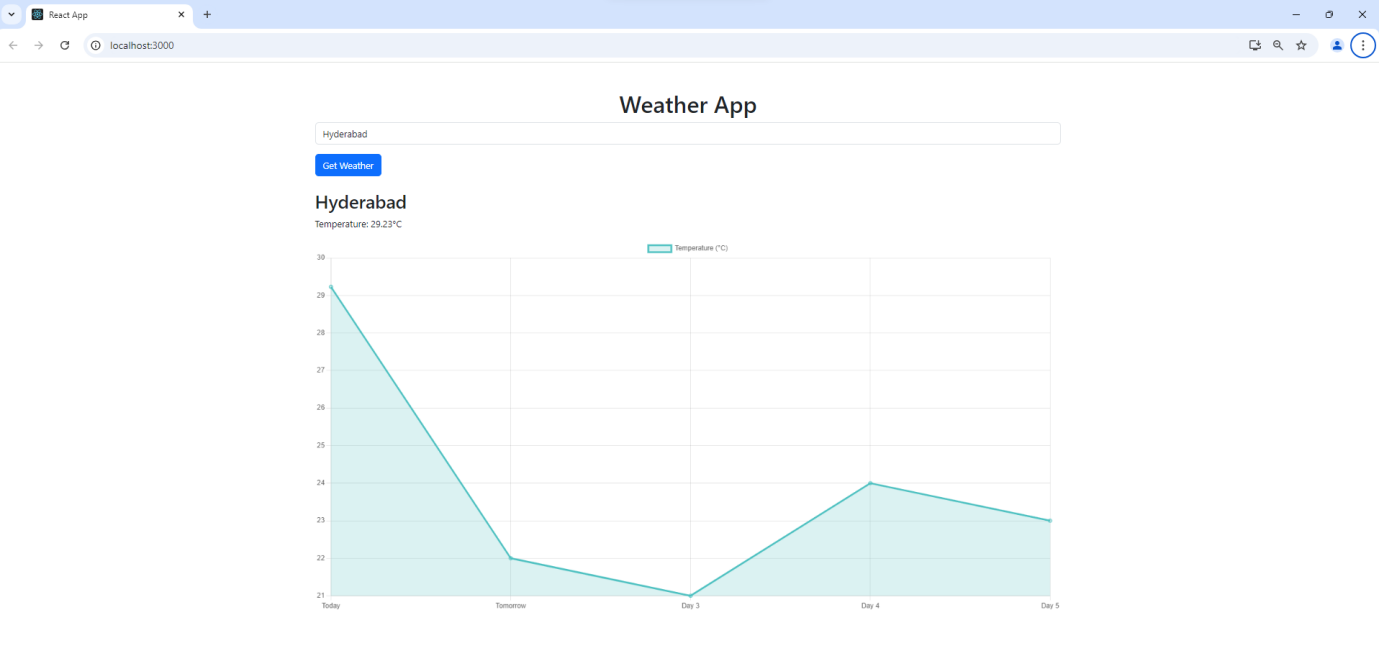 React App
localhost:3000
Weather App
Hyderabad
Get Weather
Hyderabad
Temperature: 29.23°C
Temperature (°C)
30
29
28
27
26
25
24
23
22
21
Today Tomorrow Day 3 Day 4 Day 5